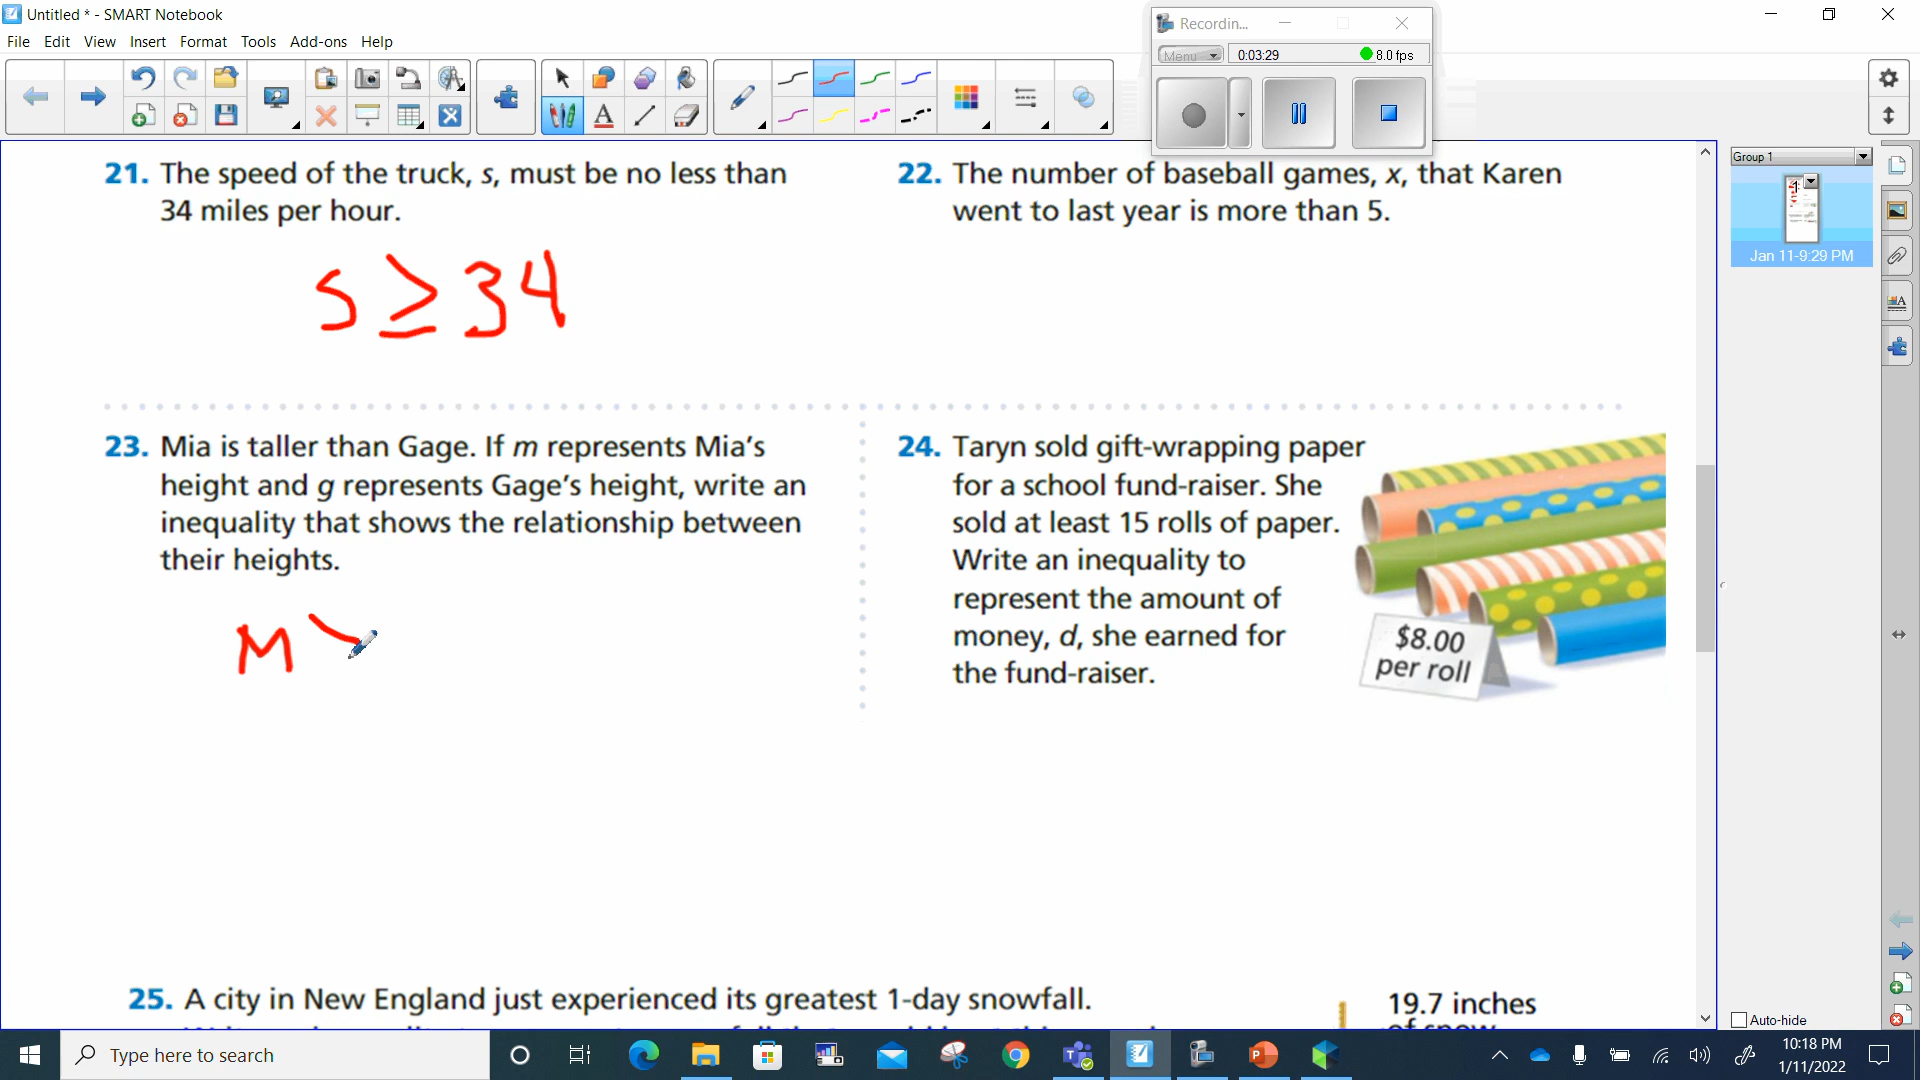 Untitled * - SMART Notebook
File Edit View Insert Format Tools Add-ons Help
Recordin...
Menu 0:03:29 8.0 fps
21. The speed of the truck, s, must be no less than
34 miles per hour.
s ≥ 34
22. The number of baseball games, x, that Karen
went to last year is more than 5.
23. Mia is taller than Gage. If m represents Mia's
height and g represents Gage's height, write an
inequality that shows the relationship between
their heights.
M
24. Taryn sold gift-wrapping paper
for a school fund-raiser. She
sold at least 15 rolls of paper.
Write an inequality to
represent the amount of
money, d, she earned for
the fund-raiser.
$8.00
per roll
25. A city in New England just experienced its greatest 1-day snowfall.
19.7 inches
of snow
Group 1
1
Jan 11-9:29 PM
Auto-hide
Type here to search
10:18 PM
1/11/2022